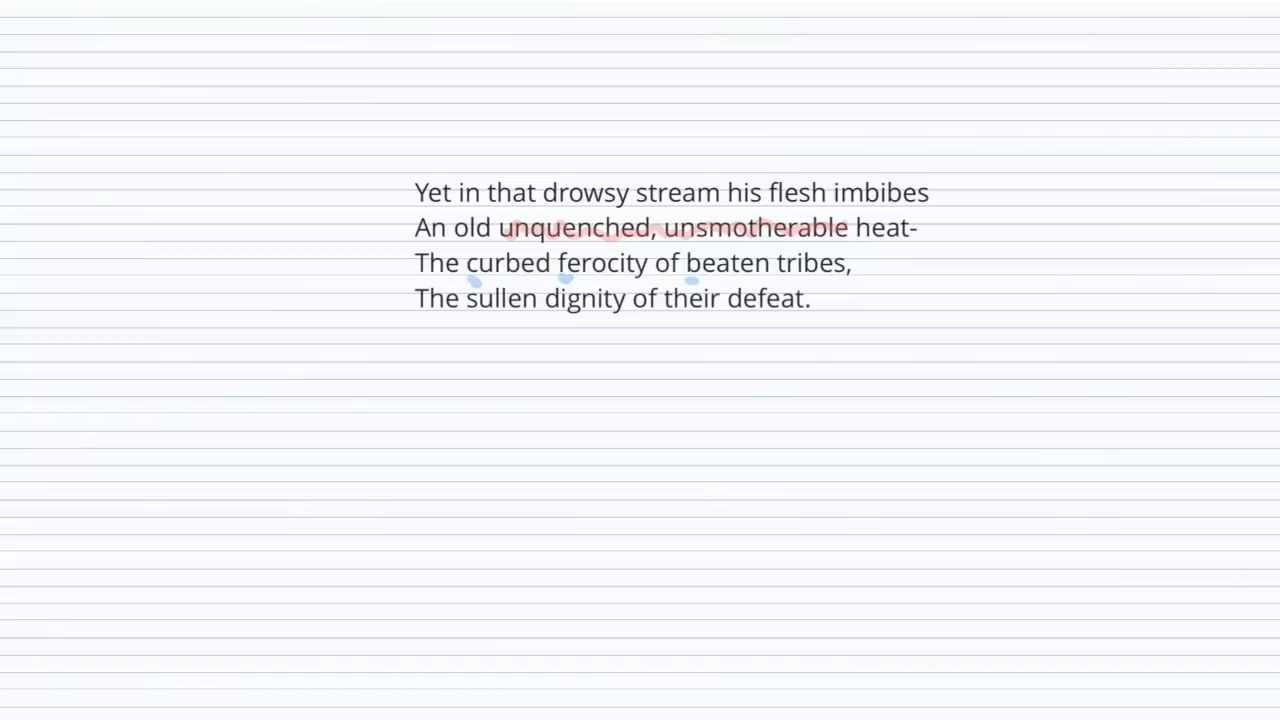 Yet in that drowsy stream his flesh imbibes
An old unquenched, unsmotherable heat-
The curbed ferocity of beaten tribes,
The sullen dignity of their defeat.